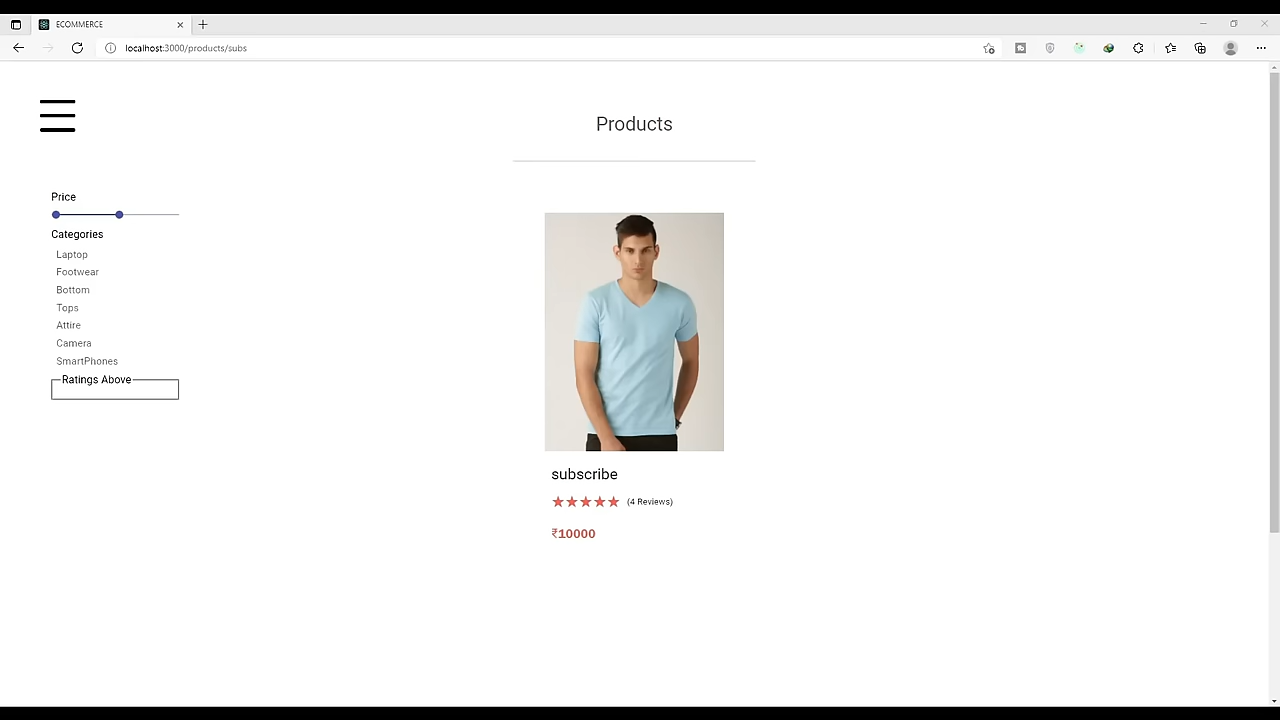 ECOMMERCE
localhost:3000/products/subs
Products
Price
Categories
Laptop
Footwear
Bottom
Tops
Attire
Camera
SmartPhones
Ratings Above
subscribe
(4 Reviews)
₹10000